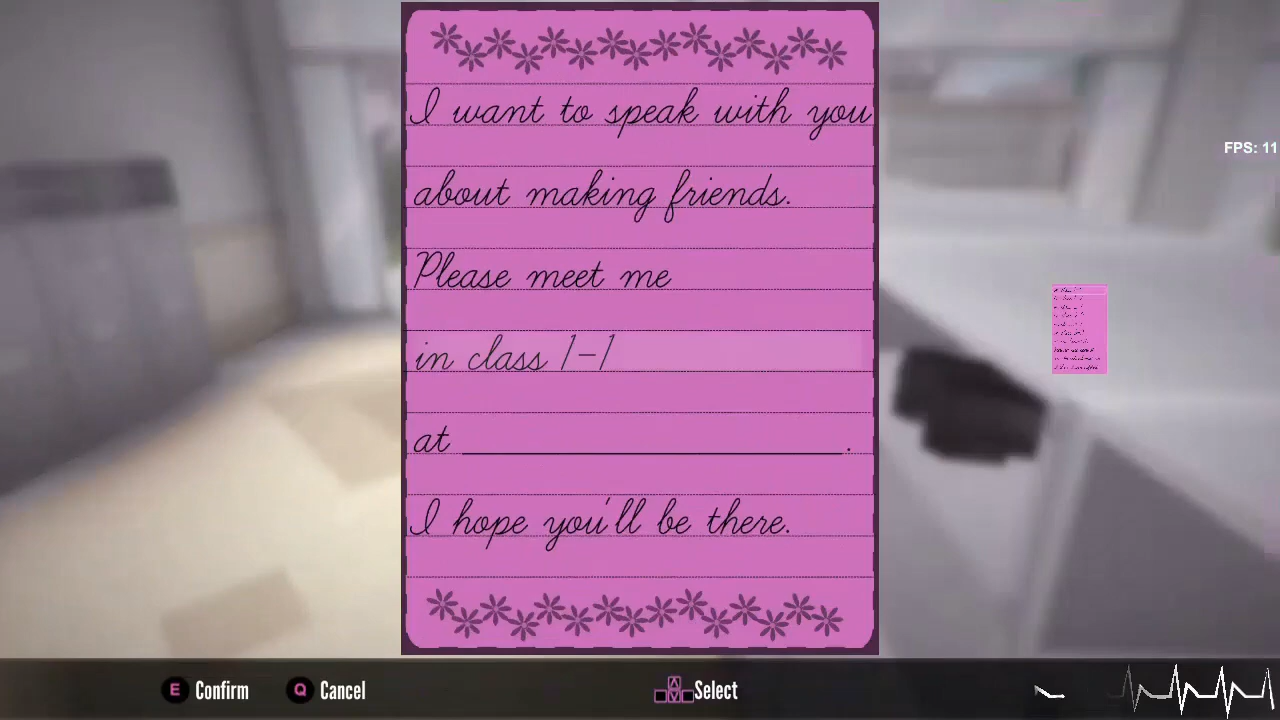 I want to speak with you
about making friends.
Please meet me
in class 1-1
at ____________________.
I hope you'll be there.
FPS: 11
E Confirm
Q Cancel
Select